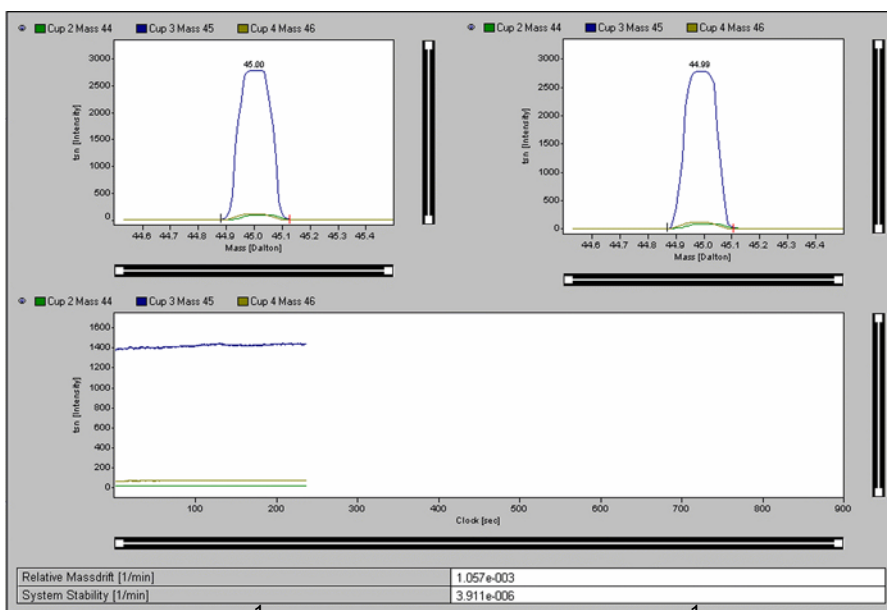 Cup 2 Mass 44 Cup 3 Mass 45 Cup 4 Mass 46
3000
2500
2000
1500
1000
500
0
tsn [Intensity]
45.00
44.6 44.7 44.8 44.9 45.0 45.1 45.2 45.3 45.4
Mass [Dalton]
Cup 2 Mass 44 Cup 3 Mass 45 Cup 4 Mass 46
3000
2500
2000
1500
1000
500
0
tsn [Intensity]
44.99
44.6 44.7 44.8 44.9 45.0 45.1 45.2 45.3 45.4
Mass [Dalton]
Cup 2 Mass 44 Cup 3 Mass 45 Cup 4 Mass 46
1600
1400
1200
1000
800
600
400
200
0
tsn [Intensity]
100 200 300 400 500 600 700 800 900
Clock [sec]
Relative Massdrift [1/min] 1.057e-003
System Stability [1/min] 3.911e-006